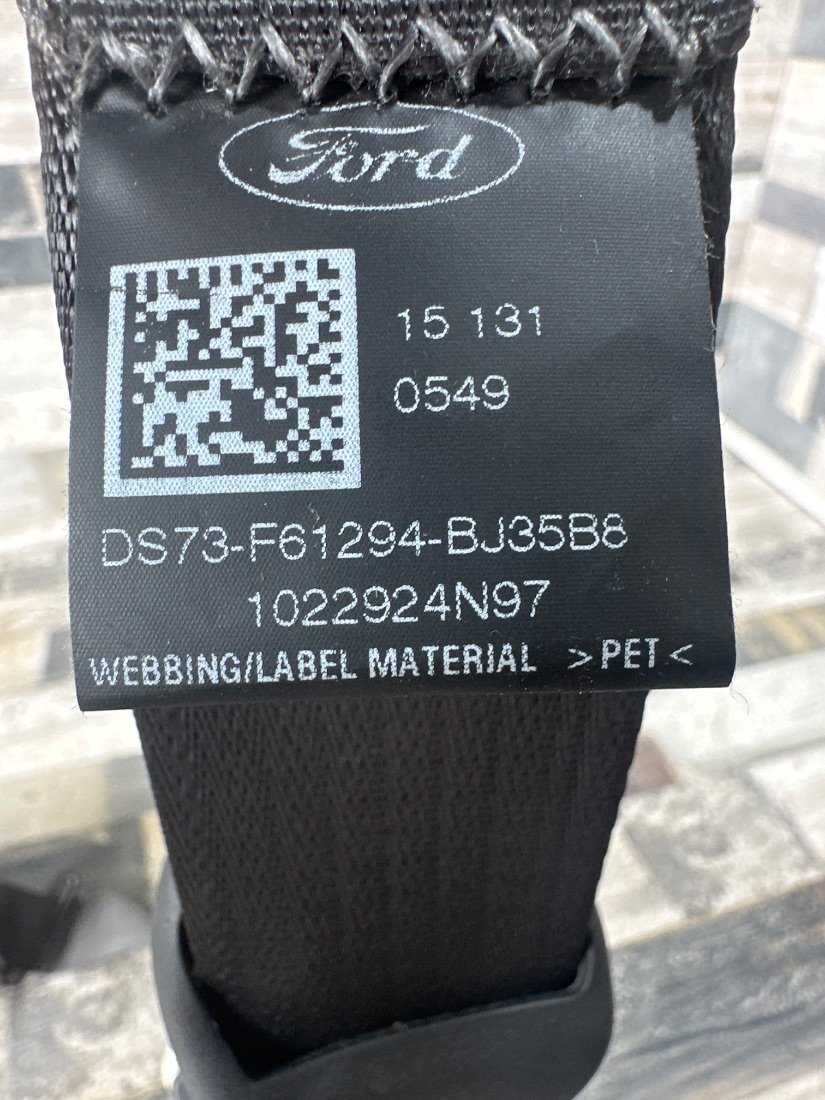 Ford
15 131
0549
DS73-F61294-BJ35B8
1022924N97
WEBBING/LABEL MATERIAL >PET<